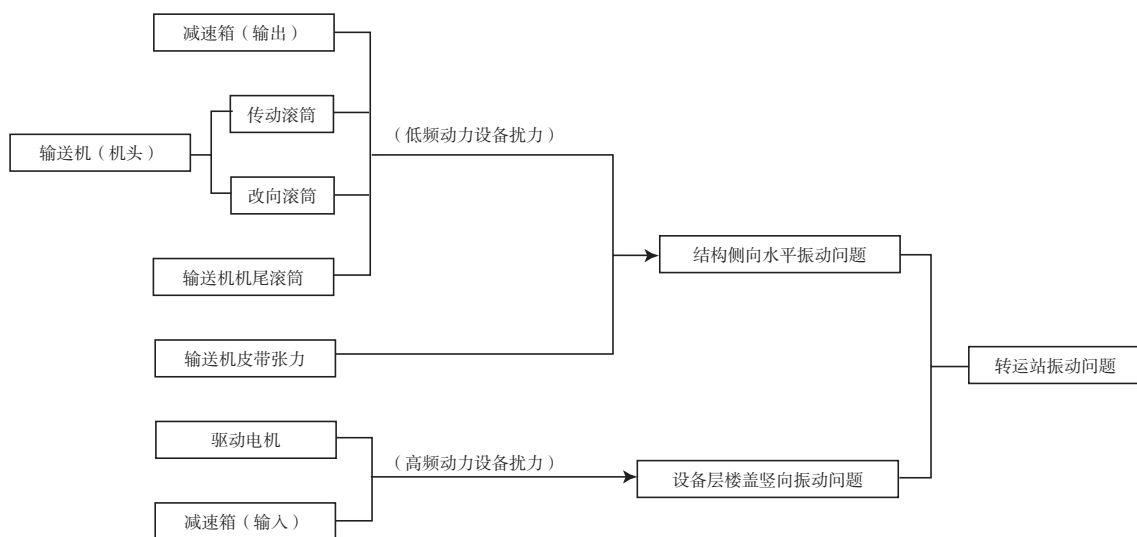 减速箱（输出）
传动滚筒
（低频动力设备扰力）
输送机（机头）
改向滚筒
结构侧向水平振动问题
输送机机尾滚筒
输送机皮带张力
转运站振动问题
驱动电机
（高频动力设备扰力）
设备层楼盖竖向振动问题
减速箱（输入）